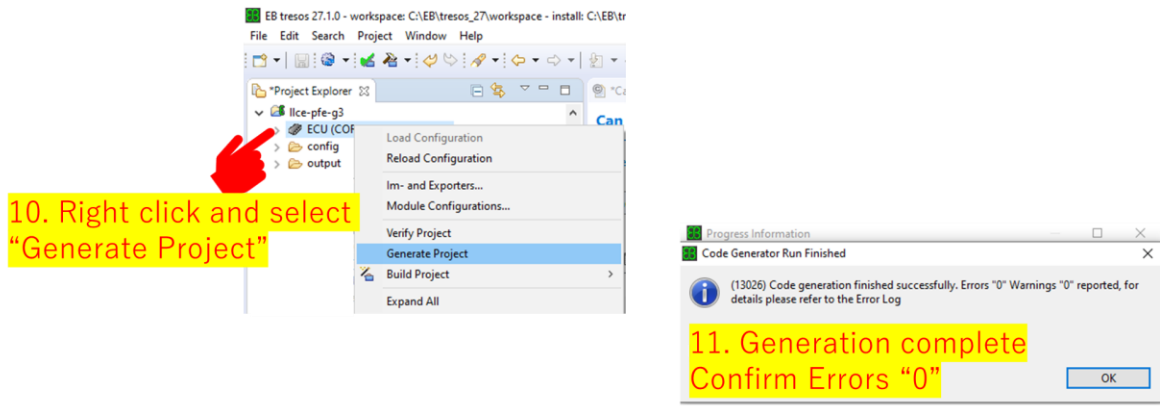 EB tresos 27.1.0 - workspace: C:\EB\tresos_27\workspace - install: C:\EB\tr
File Edit Search Project Window Help
*Project Explorer
*Ca
llce-pfe-g3
Can
ECU (COR
config
output
Load Configuration
Reload Configuration
Im- and Exporters...
Module Configurations...
Verify Project
Generate Project
Build Project
Expand All
10. Right click and select
“Generate Project”
Progress Information
Code Generator Run Finished
(13026) Code generation finished successfully. Errors "0" Warnings "0" reported, for
details please refer to the Error Log
11. Generation complete
Confirm Errors “0”
OK